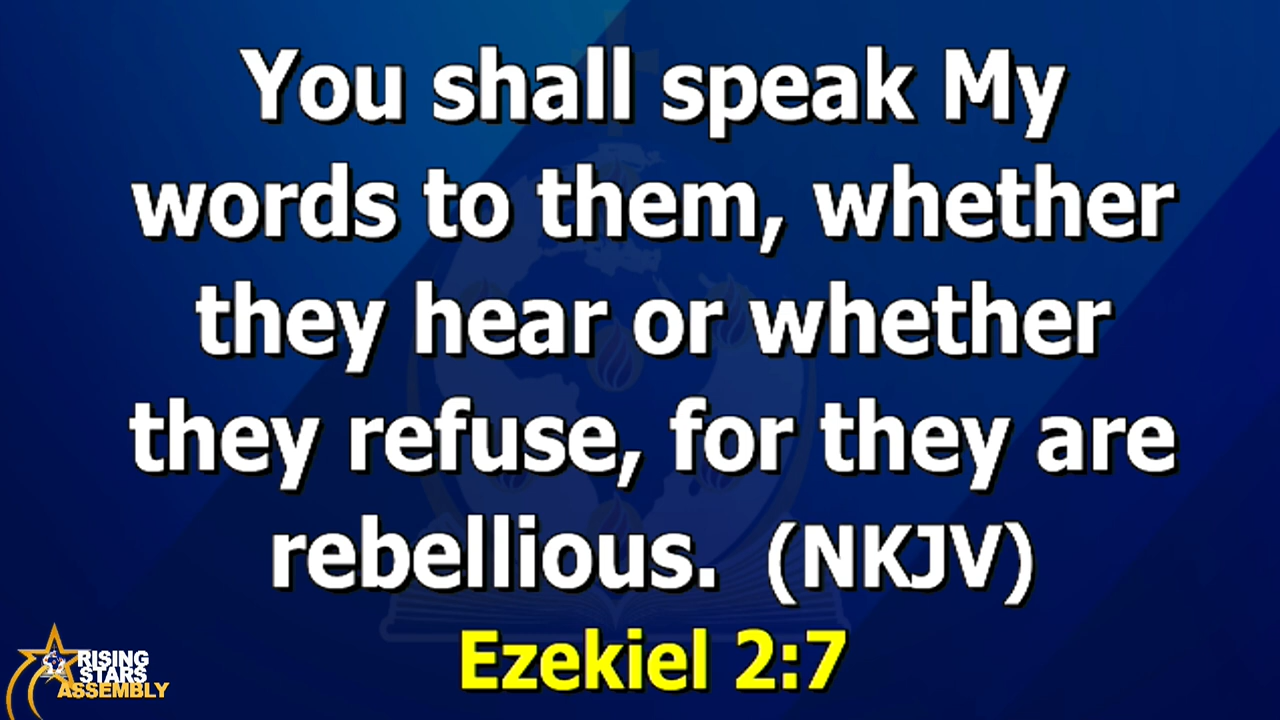 You shall speak My
words to them, whether
they hear or whether
they refuse, for they are
rebellious. (NKJV)
Ezekiel 2:7
RISING
STARS
ASSEMBLY